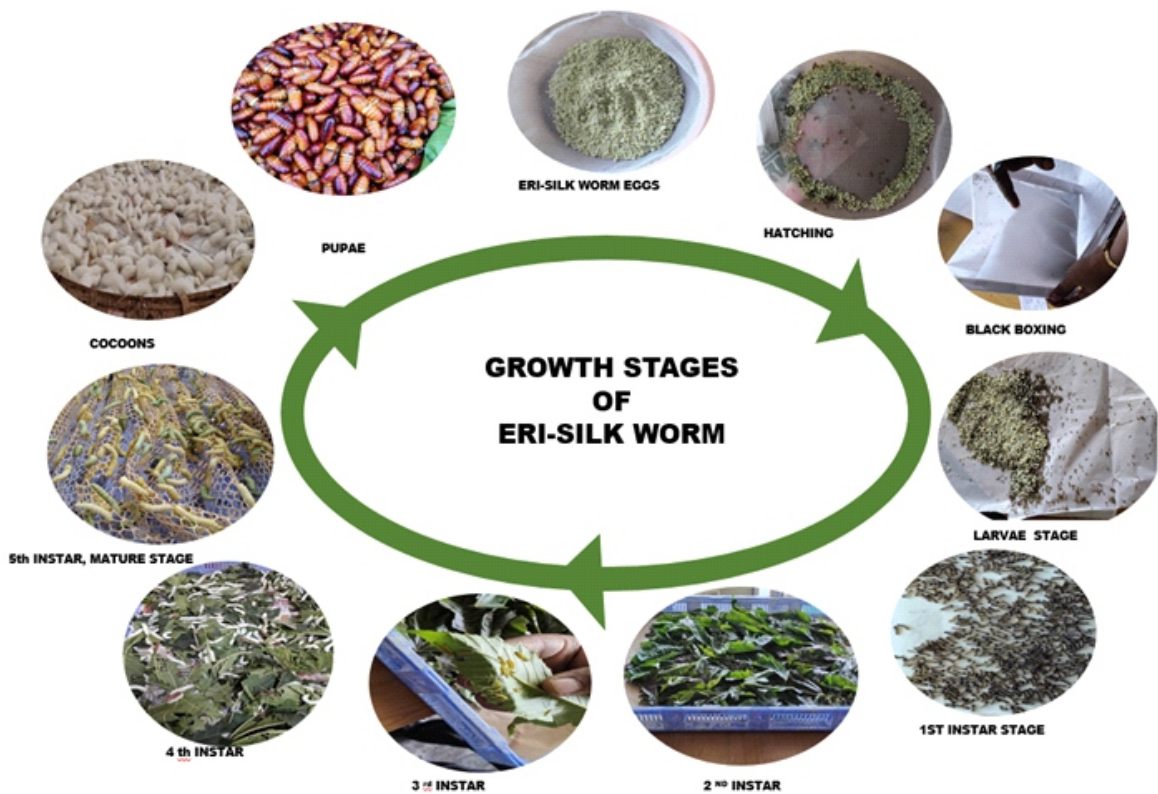 ERI-SILK WORM EGGS
HATCHING
PUPAE
BLACK BOXING
COCOONS
GROWTH STAGES
OF
ERI-SILK WORM
LARVAE STAGE
5th INSTAR, MATURE STAGE
1ST INSTAR STAGE
4 th INSTAR
3 rd INSTAR
2 ND INSTAR